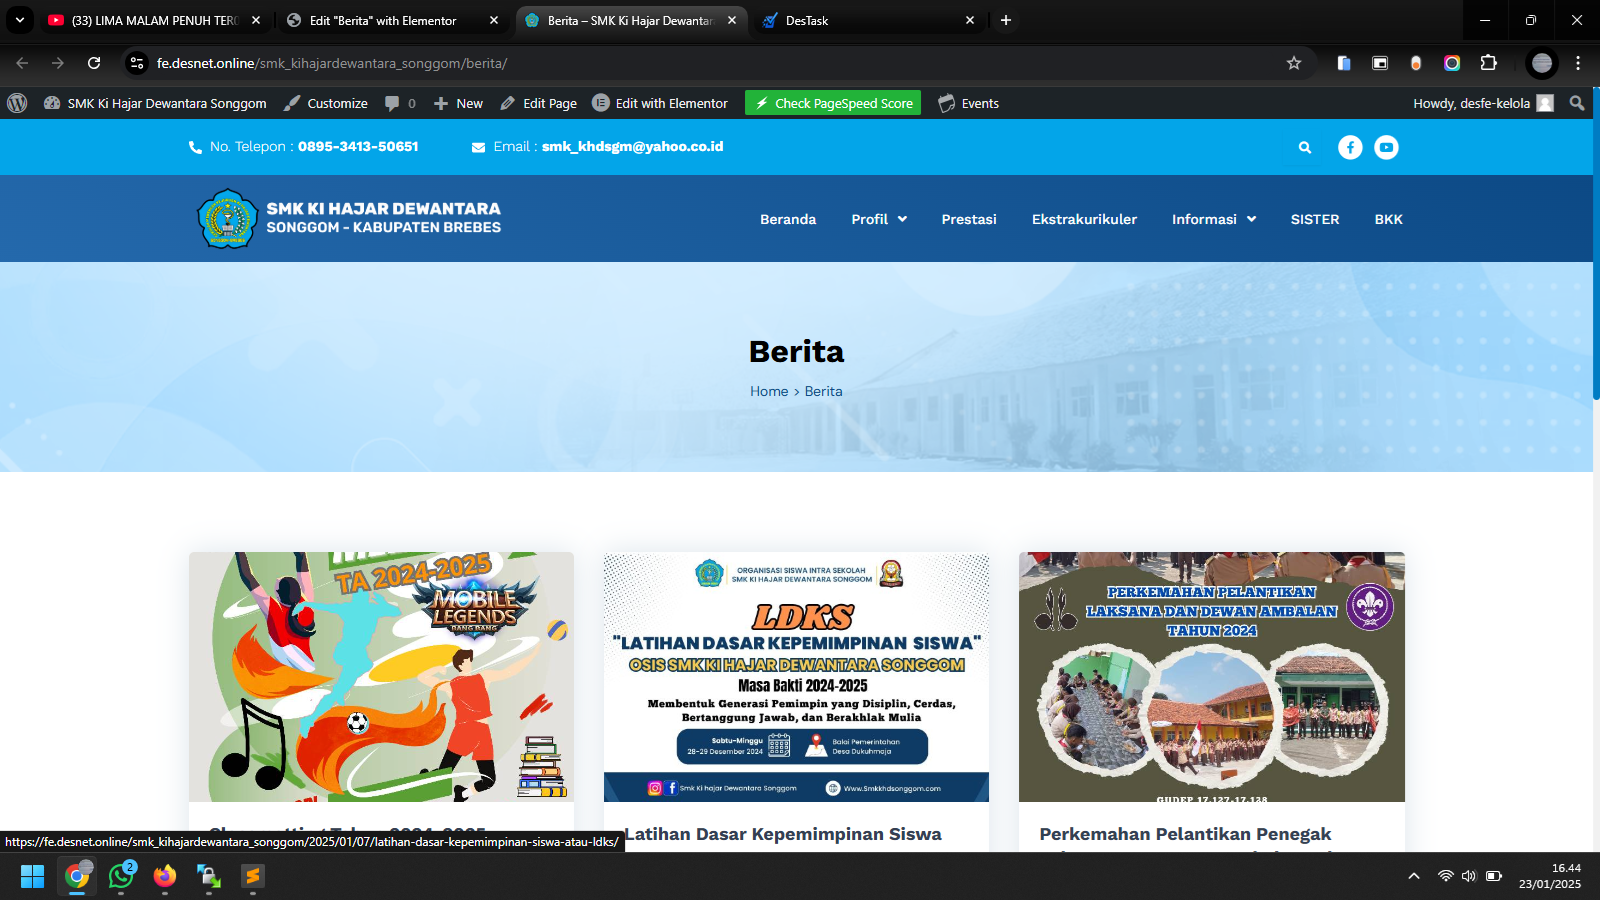 (33) LIMA MALAM PENUH TERO
Edit "Berita" with Elementor
Berita – SMK Ki Hajar Dewantar
DesTask
fe.desnet.online/smk_kihajardewantara_songgom/berita/
SMK Ki Hajar Dewantara Songgom
Customize
0
New
Edit Page
Edit with Elementor
Check PageSpeed Score
Events
Howdy, desfe-kelola
No. Telepon : 0895-3413-50651
Email : smk_khdsgm@yahoo.co.id
SMK KI HAJAR DEWANTARA
SONGGOM - KABUPATEN BREBES
Beranda
Profil
Prestasi
Ekstrakurikuler
Informasi
SISTER
BKK
Berita
Home > Berita
TA 2024-2025
MOBILE
LEGENDS
BANG BANG
ORGANISASI SISWA INTRA SEKOLAH
SMK KI HAJAR DEWANTARA SONGGOM
LDKS
"LATIHAN DASAR KEPEMIMPINAN SISWA"
OSIS SMK KI HAJAR DEWANTARA SONGGOM
Masa Bakti 2024-2025
Membentuk Generasi Pemimpin yang Disiplin, Cerdas,
Bertanggung Jawab, dan Berakhlak Mulia
Sabtu-Minggu
28-29 Desember 2024
Balai Pemerintahan
Desa Dukuhmaja
Smk Ki hajar Dewantara Songgom
Www.Smkkhdsonggom.com
PERKEMAHAN PELANTIKAN
LAKSANA DAN DEWAN AMBALAN
TAHUN 2024
GUDEP 17.127-17.128
Latihan Dasar Kepemimpinan Siswa
Perkemahan Pelantikan Penegak
https://fe.desnet.online/smk_kihajardewantara_songgom/2025/01/07/latihan-dasar-kepemimpinan-siswa-atau-ldks/
2
16.44
23/01/2025